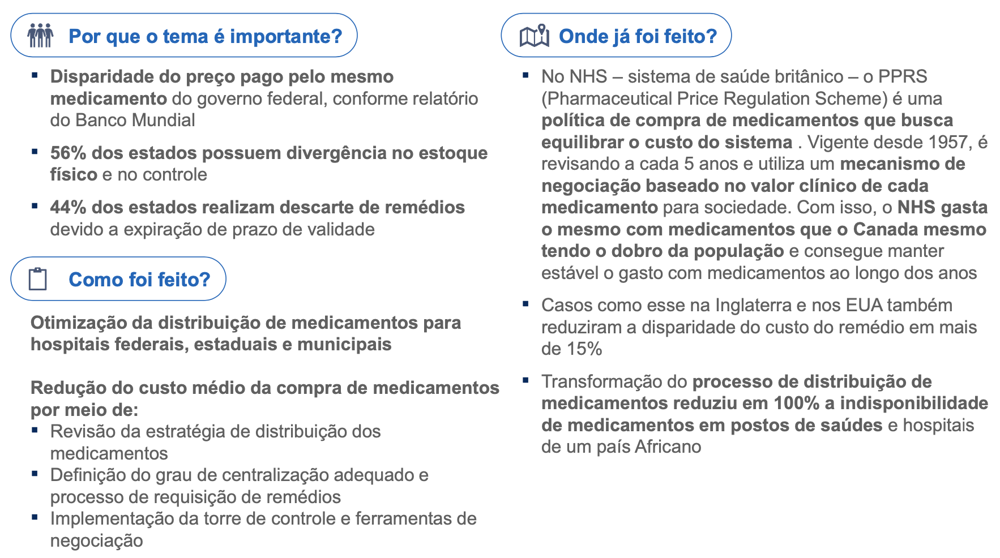 Por que o tema é importante?
Disparidade do preço pago pelo mesmo
medicamento do governo federal, conforme relatório
do Banco Mundial
56% dos estados possuem divergência no estoque
físico e no controle
44% dos estados realizam descarte de remédios
devido a expiração de prazo de validade
Como foi feito?
Otimização da distribuição de medicamentos para
hospitais federais, estaduais e municipais
Redução do custo médio da compra de medicamentos
por meio de:
Revisão da estratégia de distribuição dos
medicamentos
Definição do grau de centralização adequado e
processo de requisição de remédios
Implementação da torre de controle e ferramentas de
negociação
Onde já foi feito?
No NHS – sistema de saúde britânico – o PPRS
(Pharmaceutical Price Regulation Scheme) é uma
política de compra de medicamentos que busca
equilibrar o custo do sistema . Vigente desde 1957, é
revisando a cada 5 anos e utiliza um mecanismo de
negociação baseado no valor clínico de cada
medicamento para sociedade. Com isso, o NHS gasta
o mesmo com medicamentos que o Canada mesmo
tendo o dobro da população e consegue manter
estável o gasto com medicamentos ao longo dos anos
Casos como esse na Inglaterra e nos EUA também
reduziram a disparidade do custo do remédio em mais
de 15%
Transformação do processo de distribuição de
medicamentos reduziu em 100% a indisponibilidade
de medicamentos em postos de saúdes e hospitais
de um país Africano